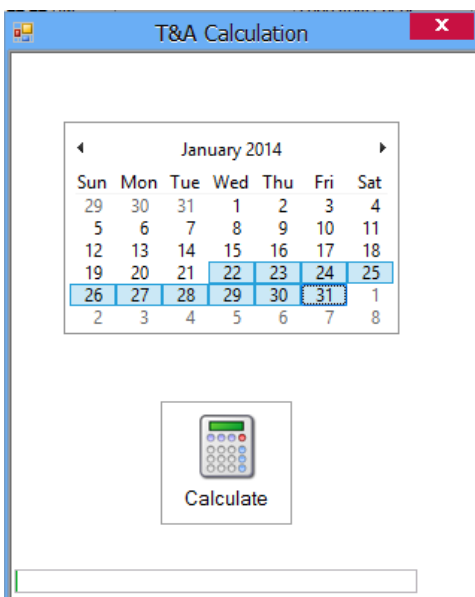 T&A Calculation
x
January 2014
Sun Mon Tue Wed Thu Fri Sat
29 30 31 1 2 3 4
5 6 7 8 9 10 11
12 13 14 15 16 17 18
19 20 21 22 23 24 25
26 27 28 29 30 31 1
2 3 4 5 6 7 8
Calculate